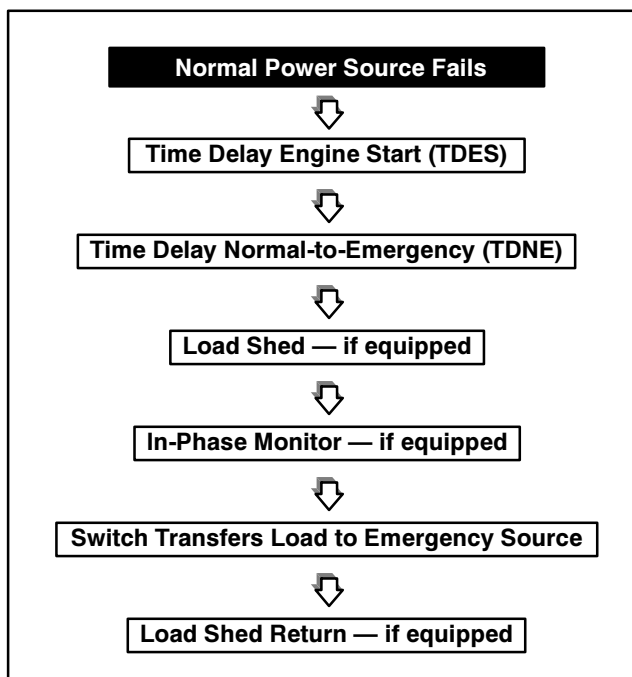 Normal Power Source Fails
Time Delay Engine Start (TDES)
Time Delay Normal-to-Emergency (TDNE)
Load Shed — if equipped
In-Phase Monitor — if equipped
Switch Transfers Load to Emergency Source
Load Shed Return — if equipped